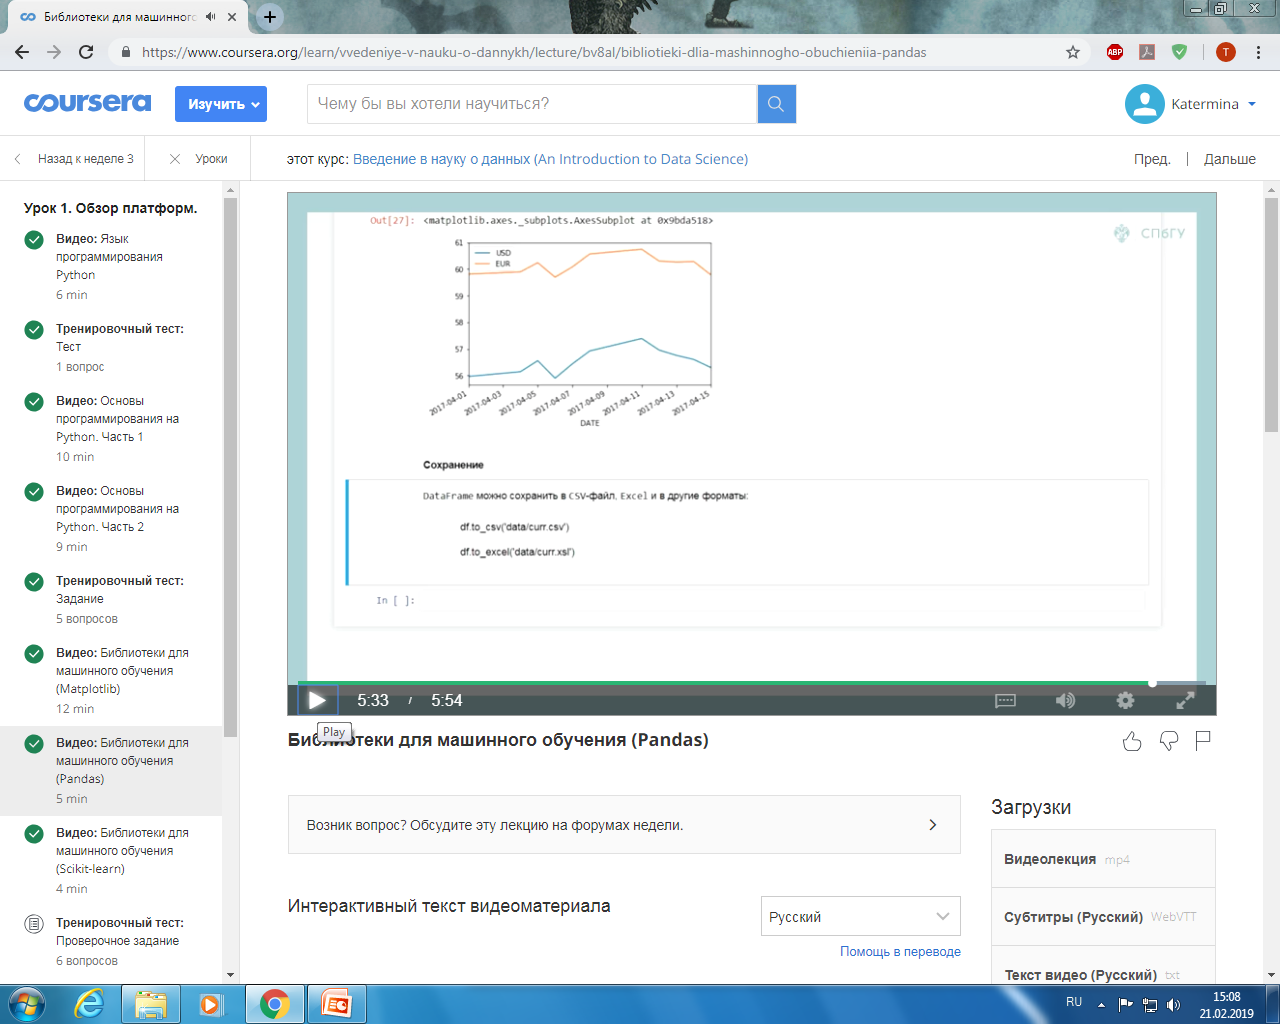 Библиотеки для машинного
https://www.coursera.org/learn/vvedeniye-v-nauku-o-dannykh/lecture/bv8al/bibliotieki-dlia-mashinnogho-obuchieniia-pandas
ABP
T
coursera
Изучить
Чему бы вы хотели научиться?
Katermina
Назад к неделе 3
Уроки
этот курс: Введение в науку о данных (An Introduction to Data Science)
Пред. | Дальше
Урок 1. Обзор платформ.
Видео: Язык
программирования
Python
6 min
Тренировочный тест:
Тест
1 вопрос
Видео: Основы
программирования на
Python. Часть 1
10 min
Видео: Основы
программирования на
Python. Часть 2
9 min
Тренировочный тест:
Задание
5 вопросов
Видео: Библиотеки для
машинного обучения
(Matplotlib)
12 min
Видео: Библиотеки для
машинного обучения
(Pandas)
5 min
Видео: Библиотеки для
машинного обучения
(Scikit-learn)
4 min
Тренировочный тест:
Проверочное задание
6 вопросов
Out[27]: <matplotlib.axes._subplots.AxesSubplot at 0x9bda518>
СПбГУ
61
60
59
58
57
56
USD
EUR
2017-04-01
2017-04-03
2017-04-05
2017-04-07
2017-04-09
2017-04-11
2017-04-13
2017-04-15
DATE
Сохранение
DataFrame можно сохранить в CSV-файл, Excel и в другие форматы:
df.to_csv('data/curr.csv')
df.to_excel('data/curr.xsl')
In [ ]:
5:33 / 5:54
Play
Библиотеки для машинного обучения (Pandas)
Возник вопрос? Обсудите эту лекцию на форумах недели.
Интерактивный текст видеоматериала
Русский
Помощь в переводе
Загрузки
Видеолекция mp4
Субтитры (Русский) WebVTT
Текст видео (Русский) txt
RU
15:08
21.02.2019